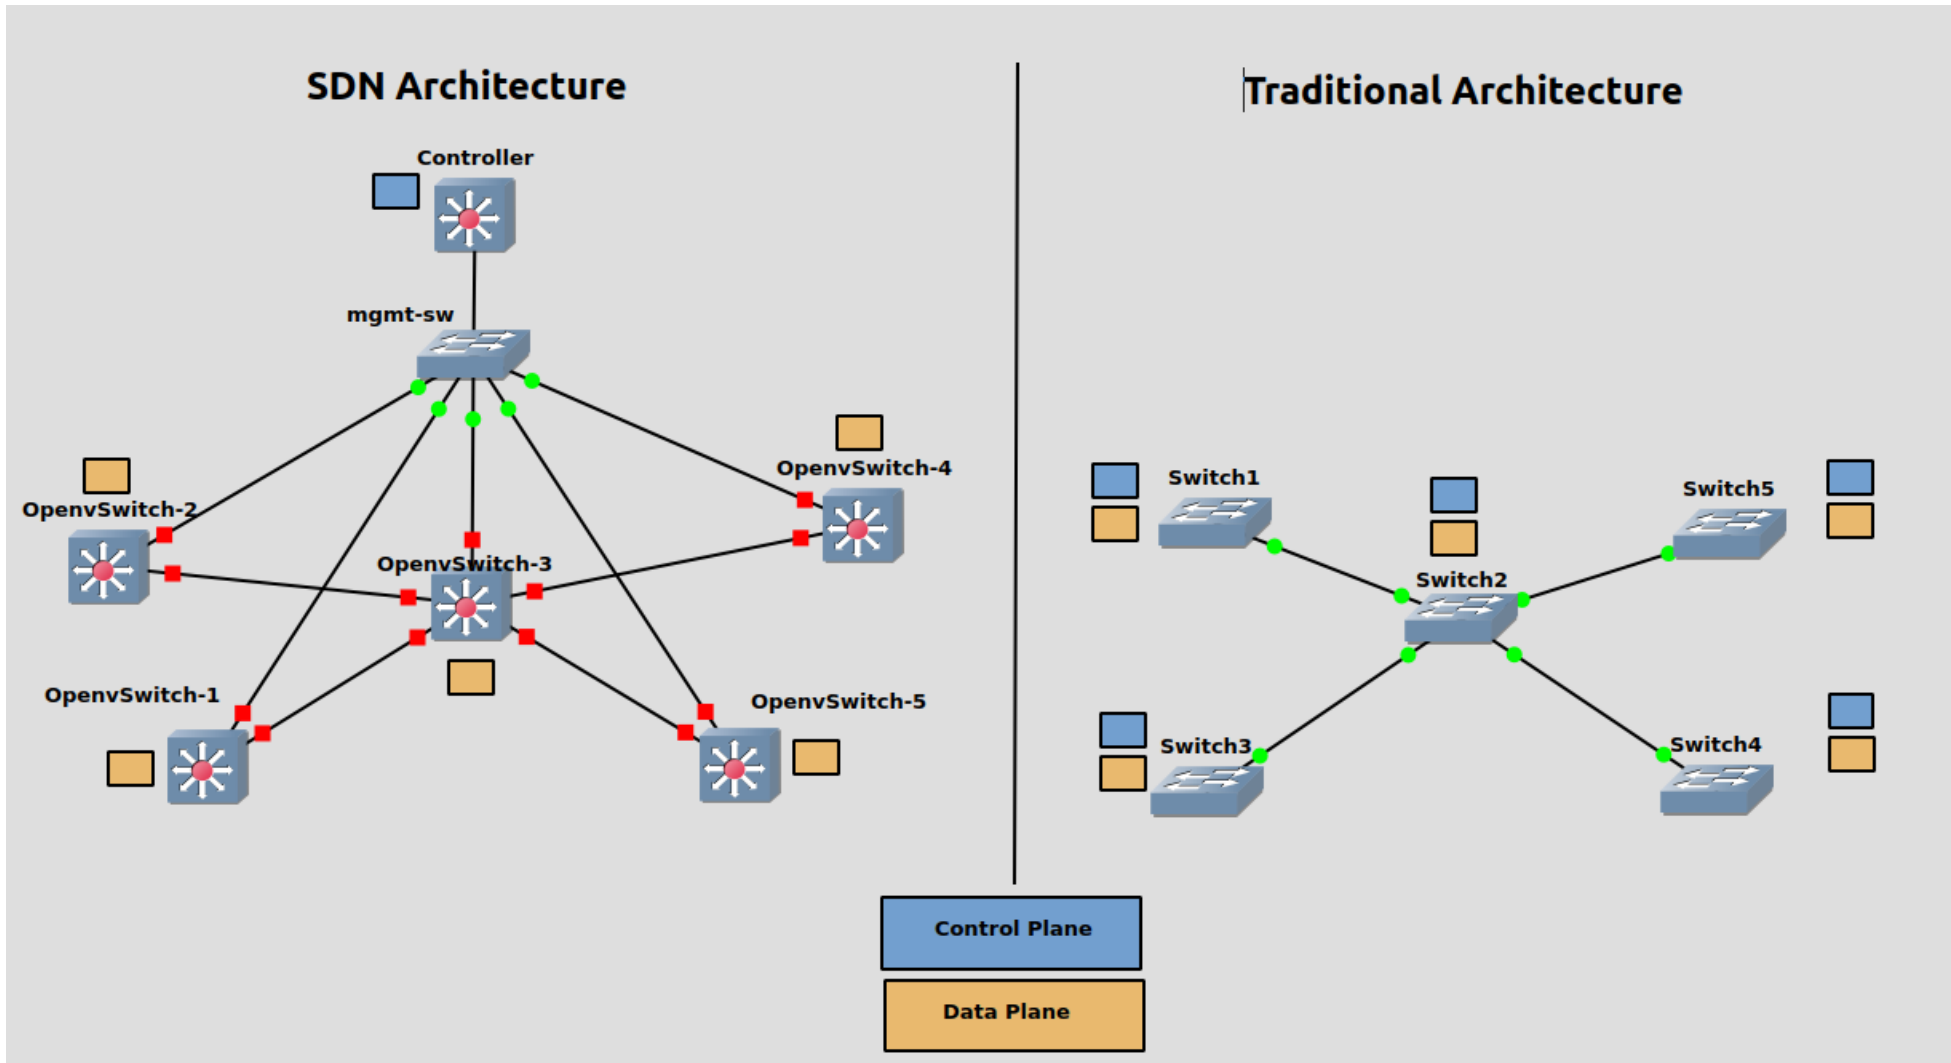 SDN Architecture
Controller
mgmt-sw
OpenvSwitch-4
OpenvSwitch-2
OpenvSwitch-3
OpenvSwitch-1
OpenvSwitch-5
Traditional Architecture
Switch1
Switch5
Switch2
Switch3
Switch4
Control Plane
Data Plane